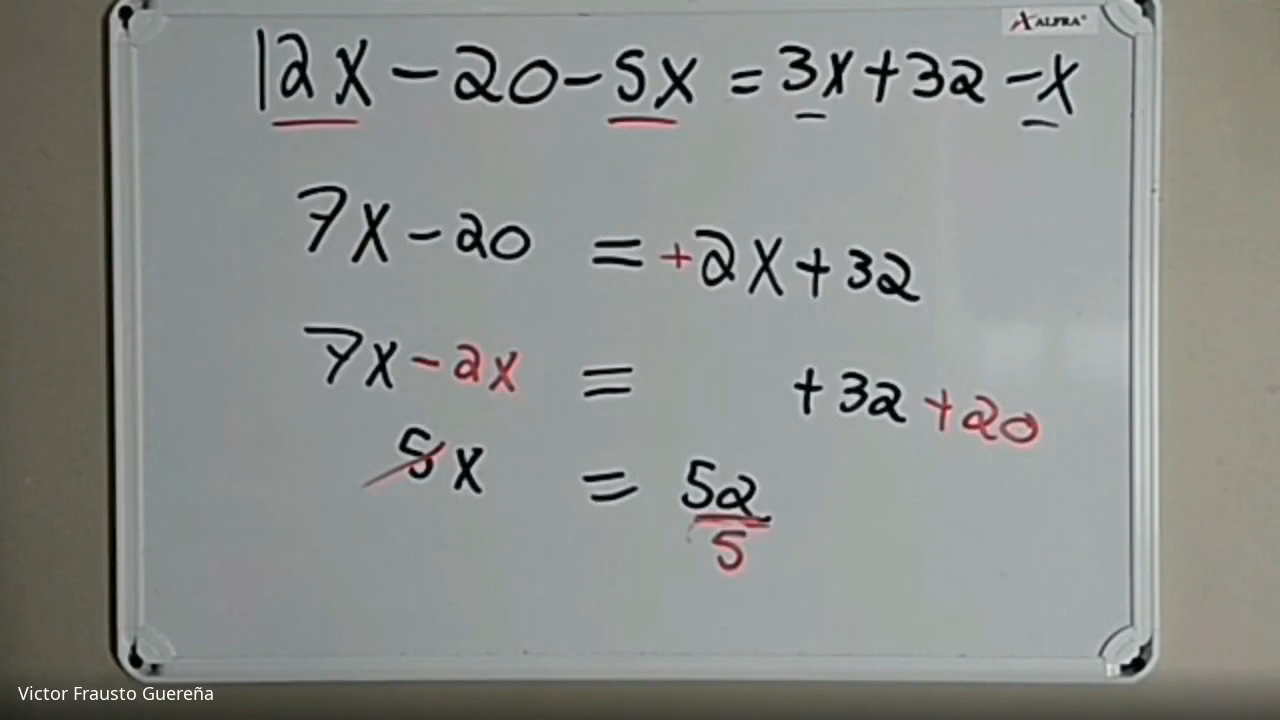 ALFRA
12X - 20 - 5X = 3X + 32 - X
7X - 20 = +2X + 32
7X - 2X = + 32 + 20
5X = 52/5
Victor Frausto Guereña